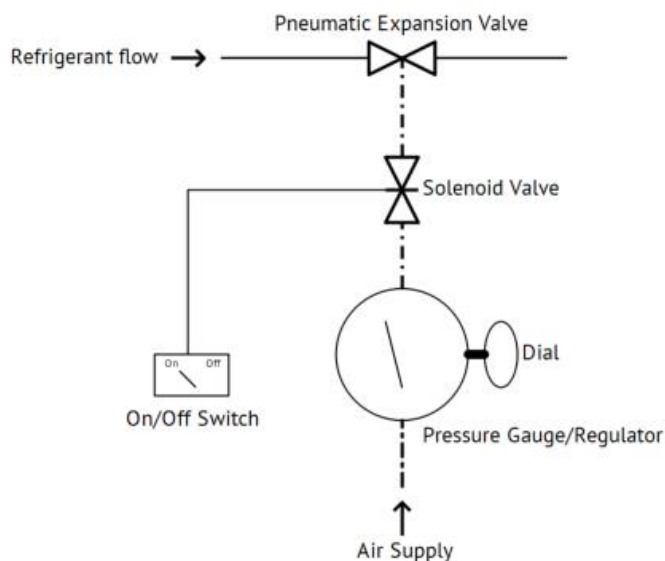 Pneumatic Expansion Valve
Refrigerant flow
Solenoid Valve
On Off
On/Off Switch
Dial
Pressure Gauge/Regulator
Air Supply